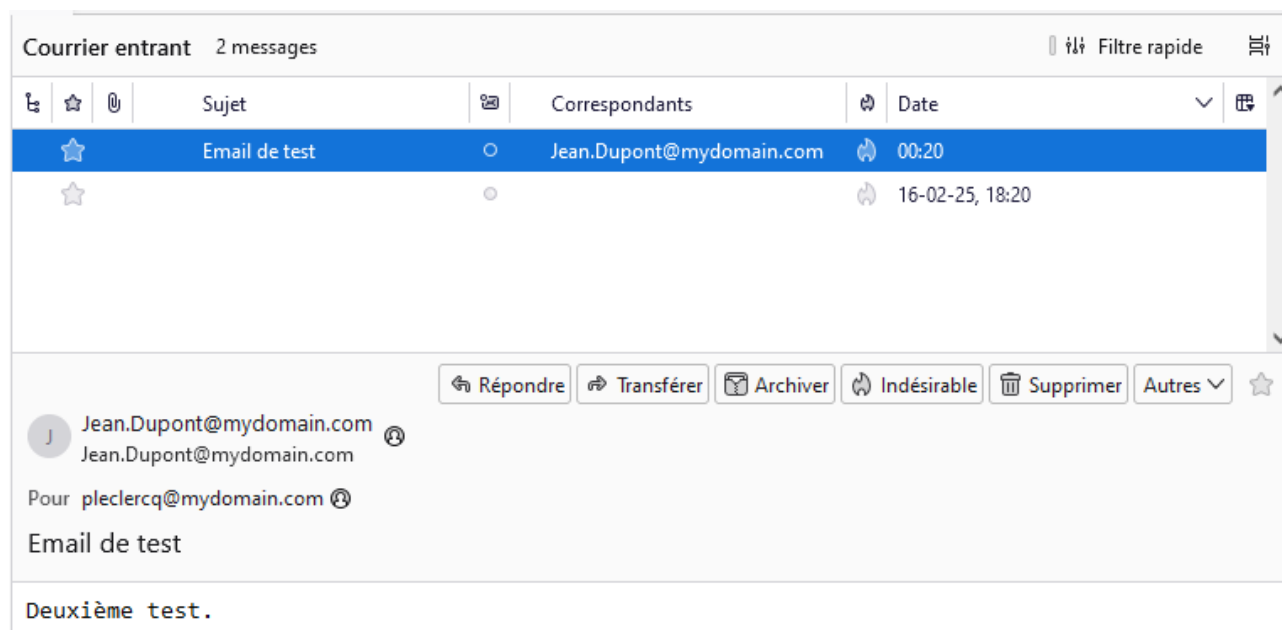 Courrier entrant 2 messages Filtre rapide
Sujet Correspondants Date
Email de test Jean.Dupont@mydomain.com 00:20
16-02-25, 18:20
Répondre Transférer Archiver Indésirable Supprimer Autres
J Jean.Dupont@mydomain.com
Jean.Dupont@mydomain.com
Pour pleclercq@mydomain.com
Email de test
Deuxième test.